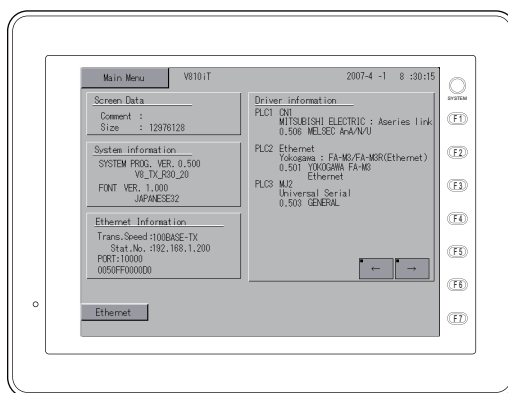 Main Menu V810iT 2007-4 -1 8 :30:15
Screen Data
Comment :
Size : 12976128
System information
SYSTEM PROG. VER. 0.500
V8_TX_R30_20
FONT VER. 1.000
JAPANESE32
Ethernet Information
Trans.Speed :100BASE-TX
Stat.No. :192.168.1.200
PORT:10000
0050FF0000D0
Ethernet
Driver information
PLC1 CN1
MITSUBISHI ELECTRIC : Aseries link
0.506 MELSEC AnA/N/U
PLC2 Ethernet
Yokogawa : FA-M3/FA-M3R(Ethernet)
0.501 YOKOGAWA FA-M3
Ethernet
PLC3 MJ2
Universal Serial
0.503 GENERAL
← →
SYSTEM
F1
F2
F3
F4
F5
F6
F7